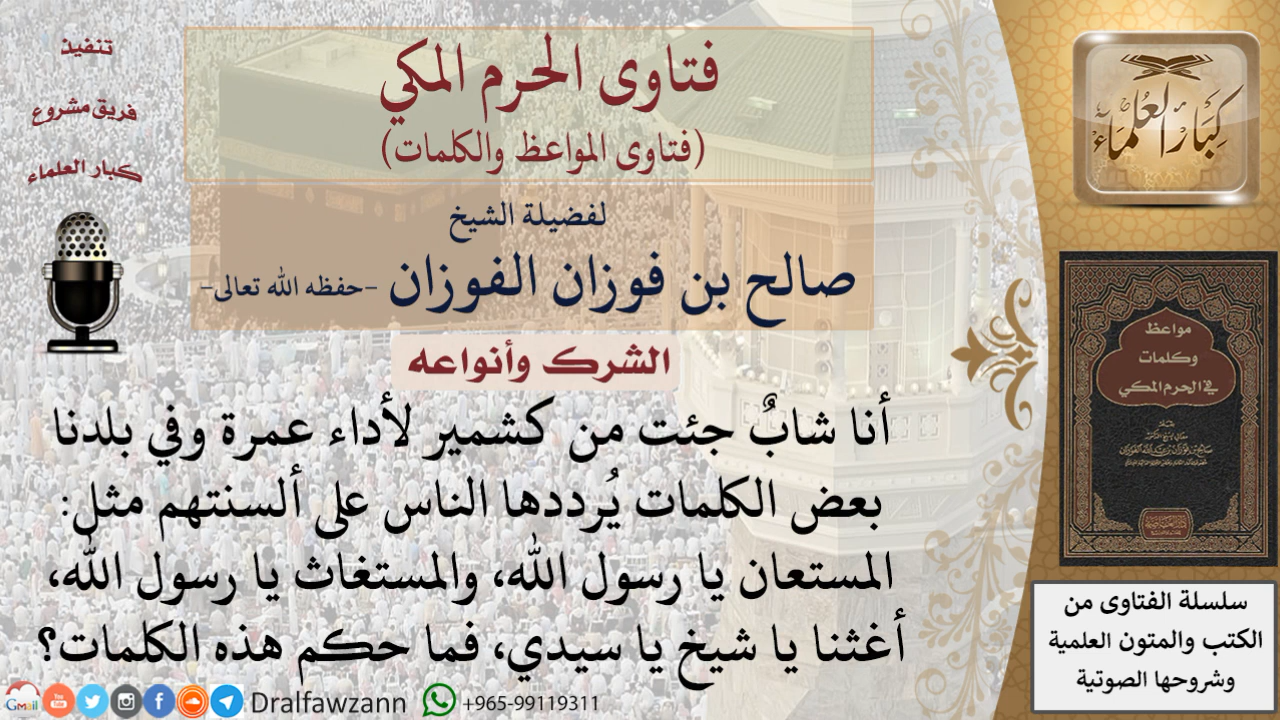 فتاوى الحرم المكي
(فتاوى المواعظ والكلمات)
لفضيلة الشيخ
صالح بن فوزان الفوزان -حفظه الله تعالى-
الشرك وأنواعه
أنا شابٌ جئت من كشمير لأداء عمرة وفي بلدنا
بعض الكلمات يُرددها الناس على ألسنتهم مثل:
المستعان يا رسول الله، والمستغاث يا رسول الله،
أغثنا يا شيخ يا سيدي، فما حكم هذه الكلمات؟
تنفيذ
فريق مشروع
كبار العلماء
كبار العلماء
مواعظ
وكلمات
في الحرم المكي
سلسلة الفتاوى من
الكتب والمتون العلمية
وشروحها الصوتية
Gmail
You Tube
Dralfawzann
+965-99119311